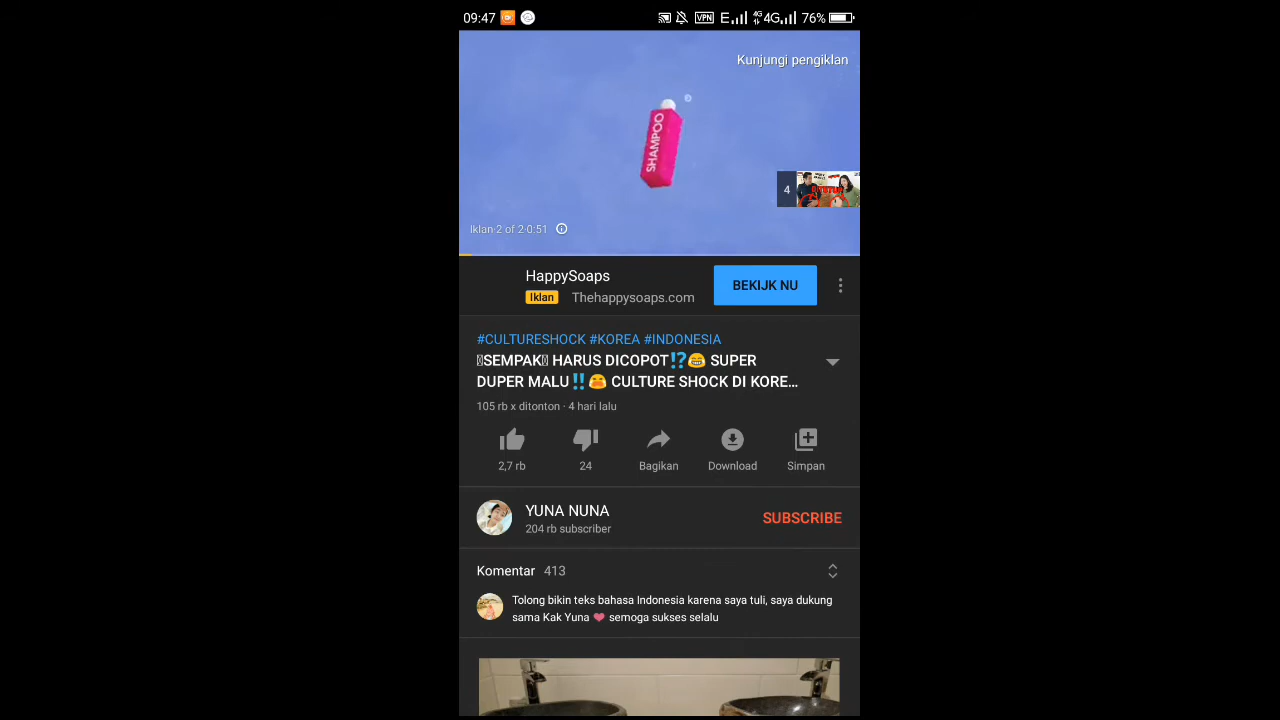 09:47 VPN E 4G 4G 76%
Kunjungi pengiklan
SHAMPOO
4
Iklan·2 of 2·0:51
HappySoaps
Iklan Thehappysoaps.com
BEKIJK NU
#CULTURESHOCK #KOREA #INDONESIA
SEMPAK HARUS DICOPOT⁉️😂 SUPER
DUPER MALU‼️😫 CULTURE SHOCK DI KORE...
105 rb x ditonton · 4 hari lalu
2,7 rb 24 Bagikan Download Simpan
YUNA NUNA
204 rb subscriber
SUBSCRIBE
Komentar 413
Tolong bikin teks bahasa Indonesia karena saya tuli, saya dukung
sama Kak Yuna ❤ semoga sukses selalu